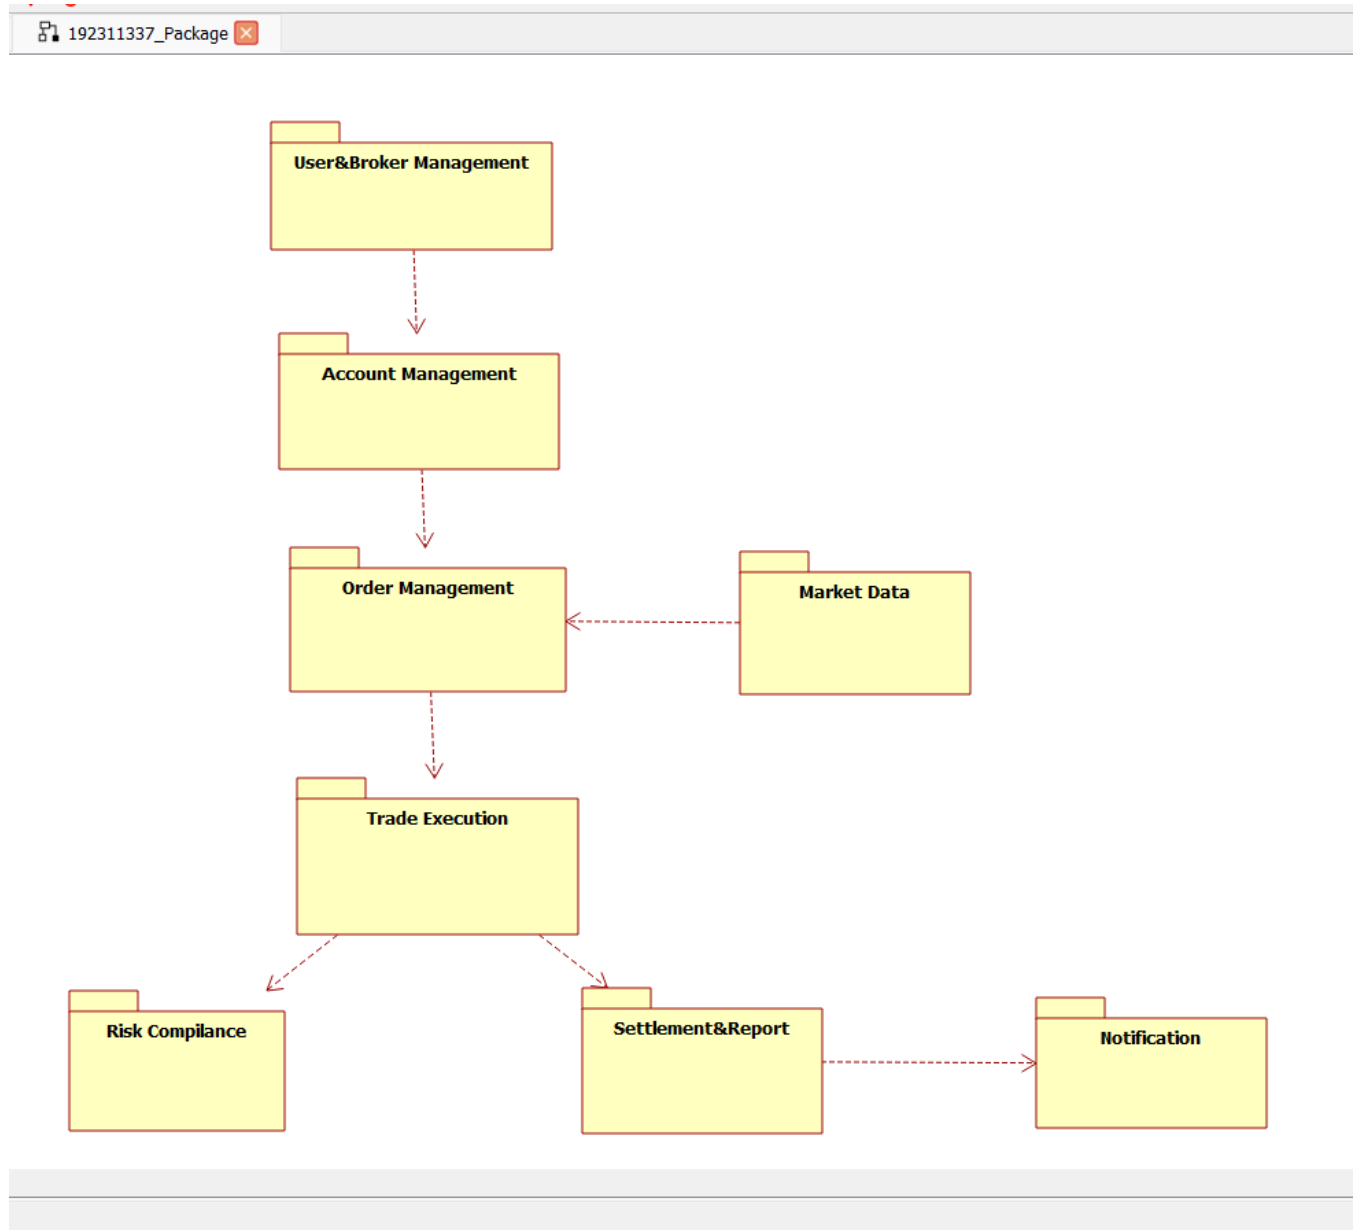 192311337_Package
User&Broker Management
Account Management
Order Management
Market Data
Trade Execution
Risk Compilance
Settlement&Report
Notification